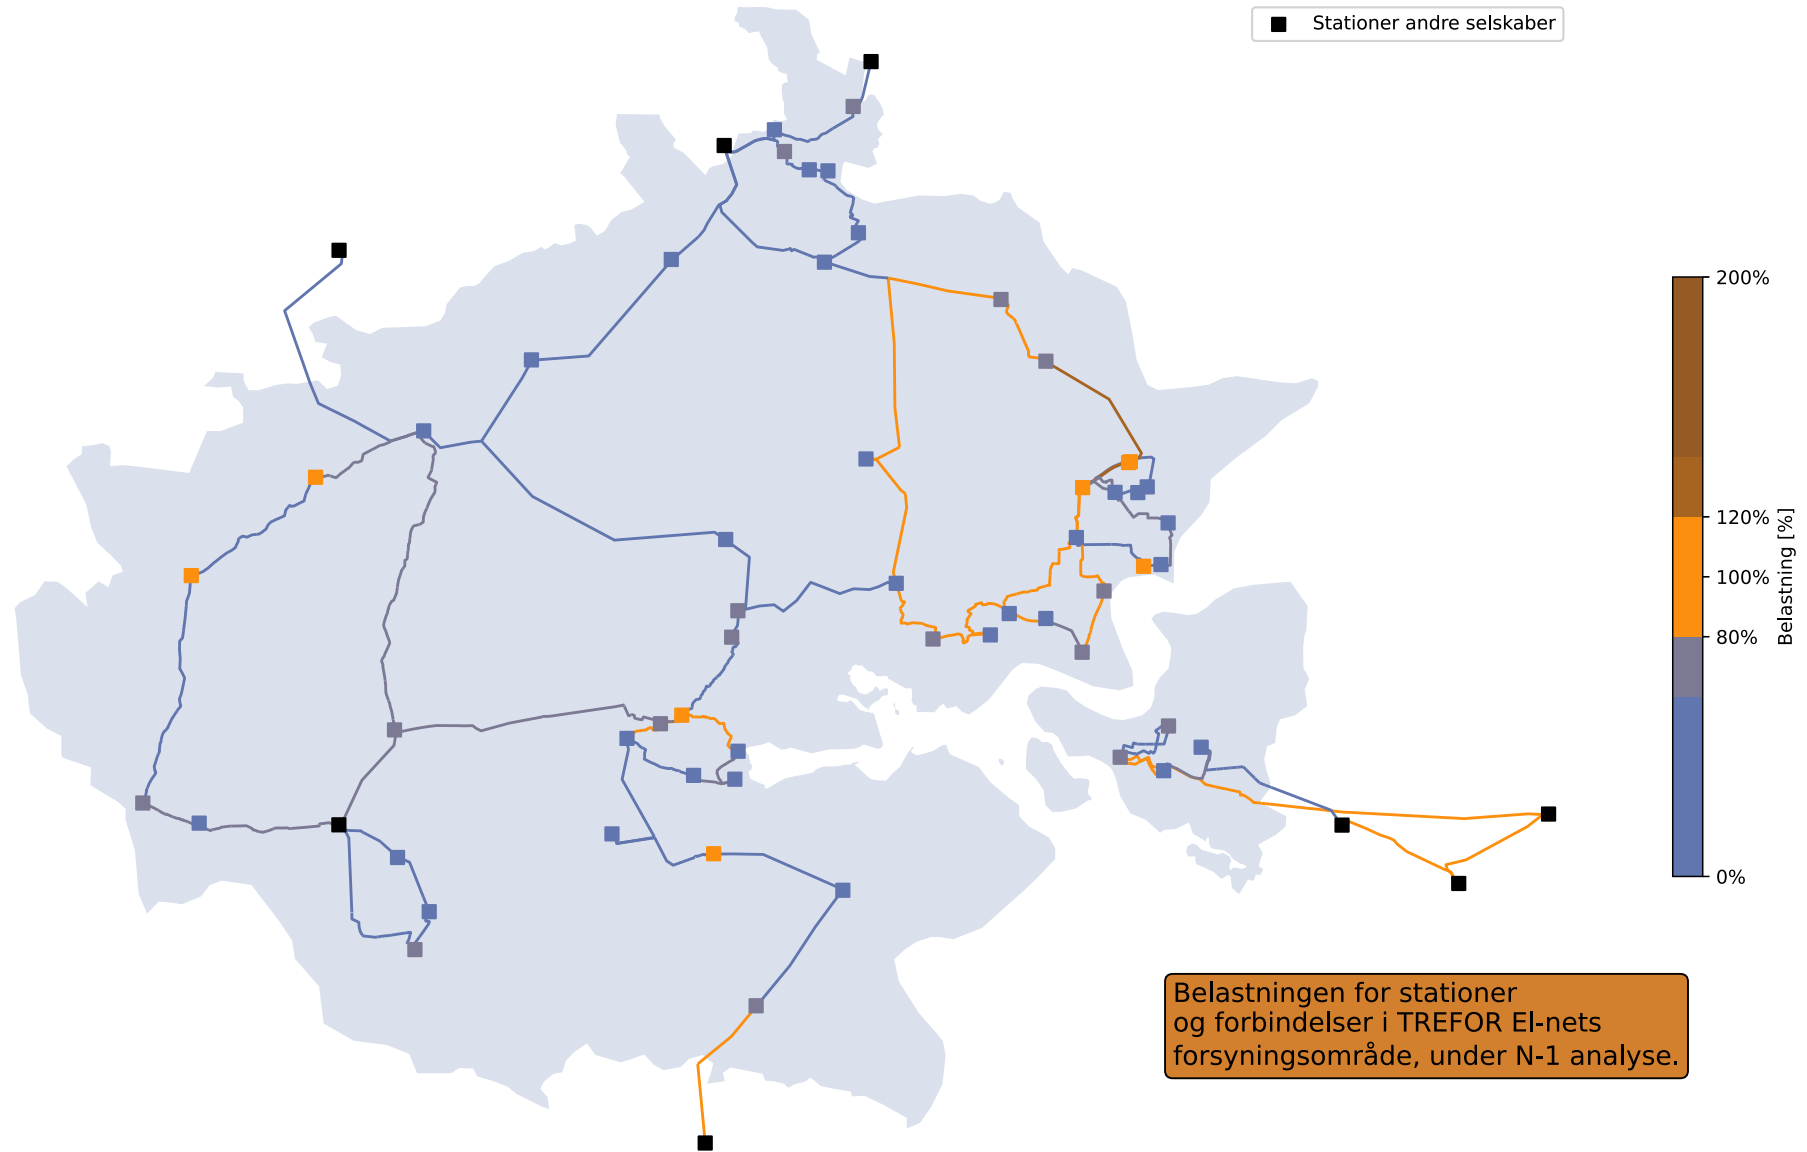 Stationer andre selskaber
200%
120%
100%
80%
0%
Belastning [%]
Belastningen for stationer
og forbindelser i TREFOR El-nets
forsyningsområde, under N-1 analyse.